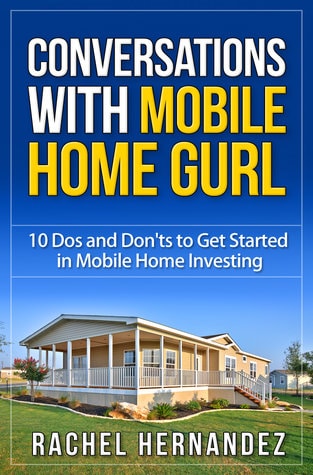 CONVERSATIONS
WITH MOBILE
HOME GURL
10 Dos and Don'ts to Get Started
in Mobile Home Investing
RACHEL HERNANDEZ